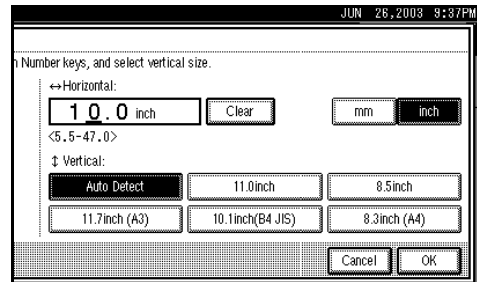 JUN 26,2003 9:37PM
n Number keys, and select vertical size.
↔Horizontal:
10.0 inch Clear mm inch
<5.5-47.0>
↕ Vertical:
Auto Detect 11.0inch 8.5inch
11.7inch (A3) 10.1inch(B4 JIS) 8.3inch (A4)
Cancel OK